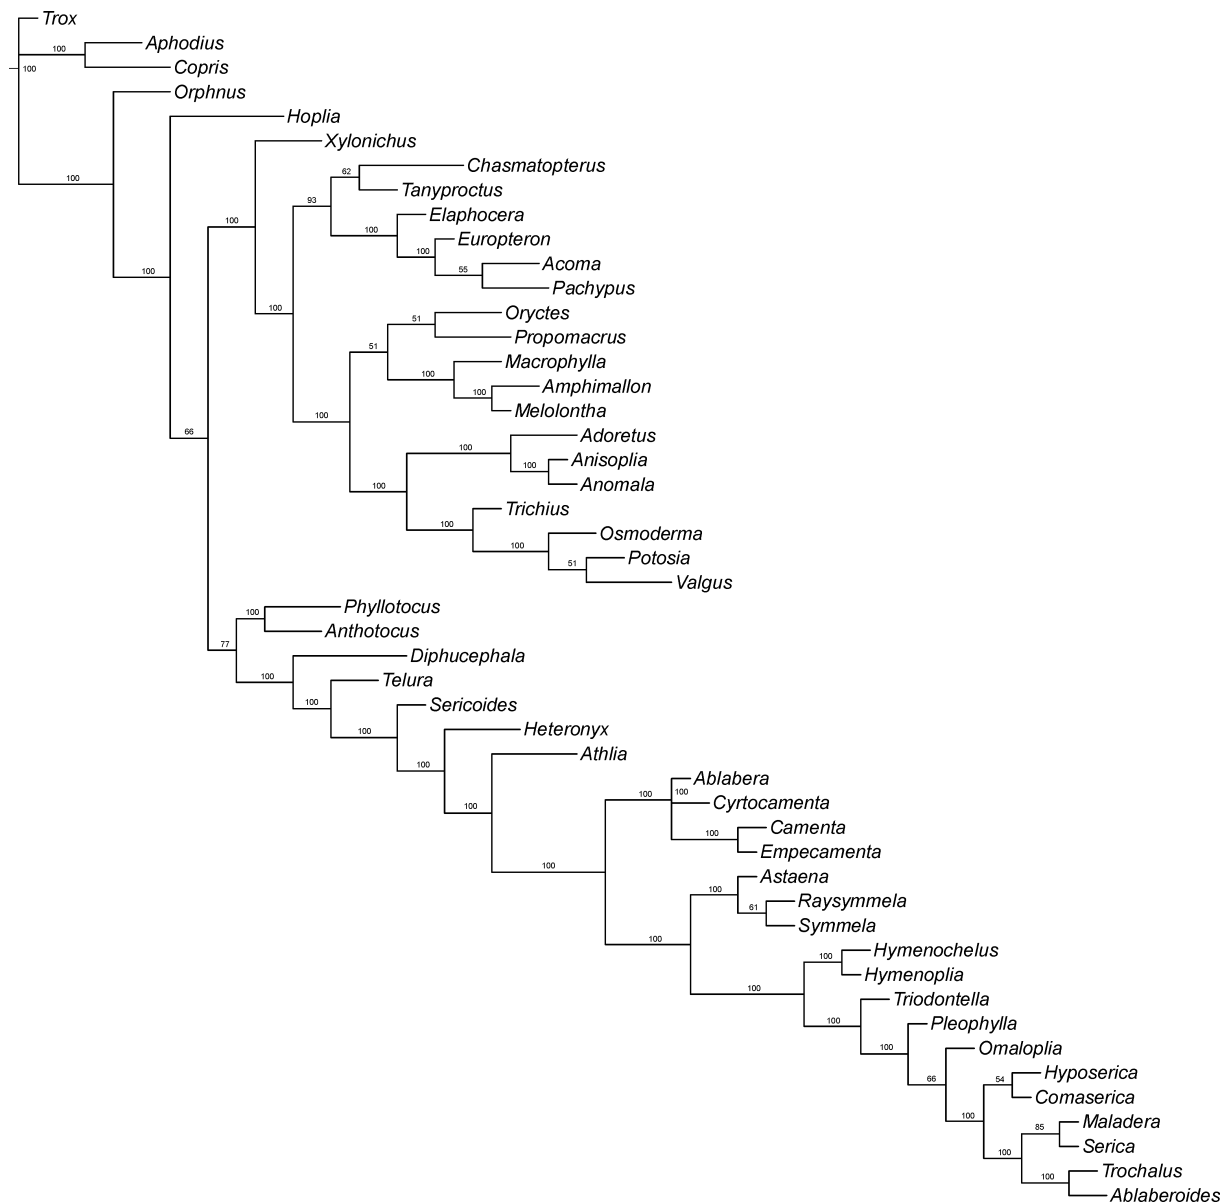 Trox
100 Aphodius
100 Copris
Orphnus
Hoplia
Xylonichus
62 Chasmatopterus
100 Tanyproctus
93
Elaphocera
100 100 Europteron
100 Acoma
55
100 Pachypus
100 Oryctes
51
Propomacrus
51
Macrophylla
100 Amphimallon
100
Melolontha
100
66 Adoretus
100
100 Anisoplia
100 Anomala
Trichius
100 Osmoderma
100
51 Potosia
Valgus
100 Phyllotocus
Anthotocus
77
Diphucephala
100 Telura
100 Sericoides
100 Heteronyx
Athlia
100 Ablabera
100 100 Cyrtocamenta
100 Camenta
Empecamenta
100 Astaena
100 61 Raysymmela
Symmela
100 Hymenochelus
100 Hymenoplia
100 Triodontella
100 Pleophylla
100 Omaloplia
66 54 Hyposerica
Comaserica
100 85 Maladera
Serica
100 100 Trochalus
Ablaberoides